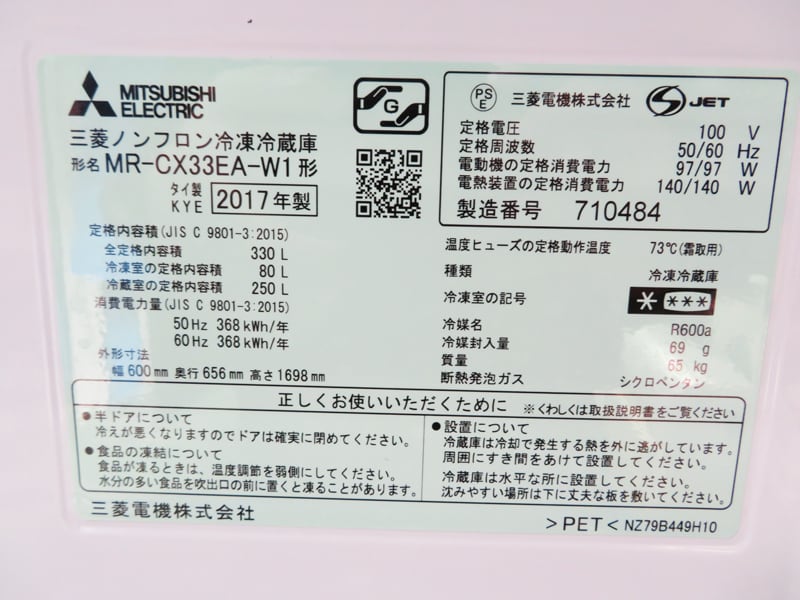 MITSUBISHI
ELECTRIC
G
三菱ノンフロン冷凍冷蔵庫
形名 MR-CX33EA-W1形
タイ製
KYE
2017年製
定格内容積(JIS C 9801-3:2015)
全定格内容積 330 L
冷凍室の定格内容積 80 L
冷蔵室の定格内容積 250 L
消費電力量(JIS C 9801-3:2015)
50Hz 368kWh/年
60Hz 368kWh/年
外形寸法
幅600mm 奥行656mm 高さ1698mm
PSE 三菱電機株式会社 JET
定格電圧 100 V
定格周波数 50/60 Hz
電動機の定格消費電力 97/97 W
電熱装置の定格消費電力 140/140 W
製造番号 710484
温度ヒューズの定格動作温度 73℃(霜取用)
種類 冷凍冷蔵庫
冷凍室の記号 * ***
冷媒名 R600a
冷媒封入量 69 g
質量 65 kg
断熱発泡ガス シクロペンタン
正しくお使いいただくために ※くわしくは取扱説明書をご覧ください
●半ドアについて
冷えが悪くなりますのでドアは確実に閉めてください。
●食品の凍結について
食品が凍るときは、温度調節を弱側にしてください。
水分の多い食品を吹出口の前に置くと凍ることがあります。
●設置について
冷蔵庫は冷却で発生する熱を外に逃がしています。
周囲にすき間をあけて設置してください。
冷蔵庫は水平な所に設置してください。
沈みやすい場所は下に丈夫な板を敷いてください。
三菱電機株式会社
>PET< NZ79B449H10